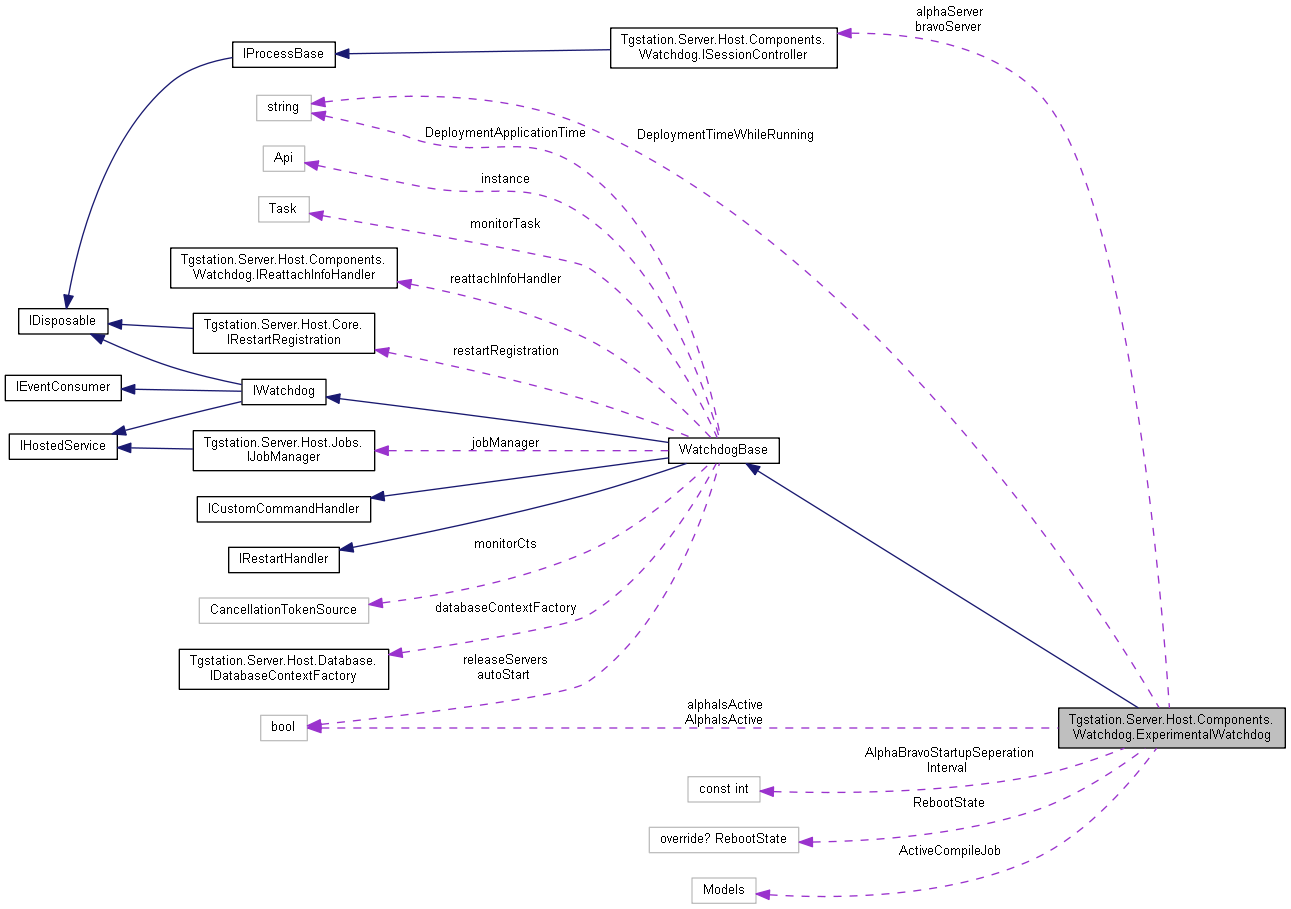 alphaServer
bravoServer
Tgstation.Server.Host.Components.
Watchdog.ISessionController
IProcessBase
string
DeploymentApplicationTime
DeploymentTimeWhileRunning
Api
instance
Task
monitorTask
Tgstation.Server.Host.Components.
Watchdog.IReattachInfoHandler
reattachInfoHandler
IDisposable
Tgstation.Server.Host.Core.
IRestartRegistration
restartRegistration
IEventConsumer
IWatchdog
IHostedService
Tgstation.Server.Host.Jobs.
IJobManager
jobManager
WatchdogBase
ICustomCommandHandler
IRestartHandler
monitorCts
CancellationTokenSource
databaseContextFactory
Tgstation.Server.Host.Database.
IDatabaseContextFactory
releaseServers
autoStart
bool
alphaIsActive
AlphaIsActive
Tgstation.Server.Host.Components.
Watchdog.ExperimentalWatchdog
AlphaBravoStartupSeperation
Interval
const int
RebootState
override? RebootState
ActiveCompileJob
Models